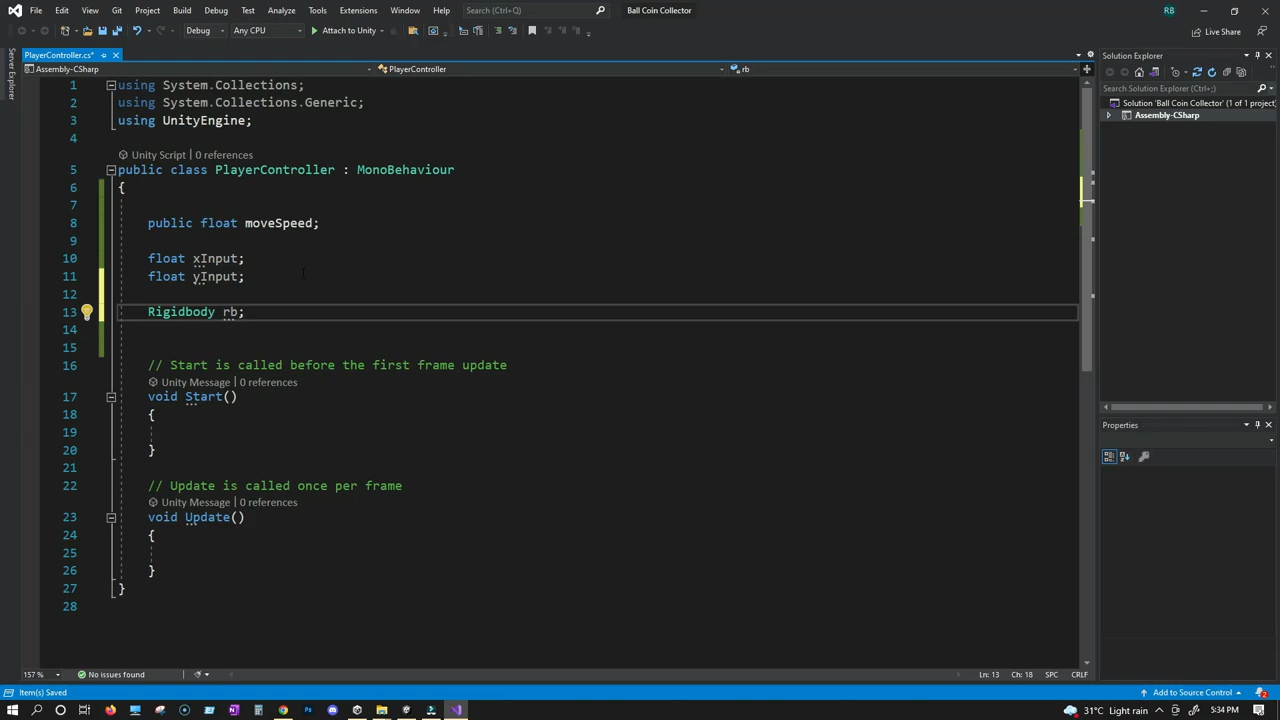 File Edit View Git Project Build Debug Test Analyze Tools Extensions Window Help Search (Ctrl+Q) Ball Coin Collector RB
Debug Any CPU Attach to Unity Live Share
Server Explorer
PlayerController.cs*
Assembly-CSharp PlayerController rb
1 using System.Collections;
2 using System.Collections.Generic;
3 using UnityEngine;
4
Unity Script | 0 references
5 public class PlayerController : MonoBehaviour
6 {
7
8 public float moveSpeed;
9
10 float xInput;
11 float yInput;
12
13 Rigidbody rb;
14
15
16 // Start is called before the first frame update
Unity Message | 0 references
17 void Start()
18 {
19
20 }
21
22 // Update is called once per frame
Unity Message | 0 references
23 void Update()
24 {
25
26 }
27 }
28
157 % No issues found Ln: 13 Ch: 18 SPC CRLF
Solution Explorer
Search Solution Explorer (Ctrl+;)
Solution 'Ball Coin Collector' (1 of 1 project)
Assembly-CSharp
Properties
Item(s) Saved Add to Source Control 2
31°C Light rain 5:34 PM 2